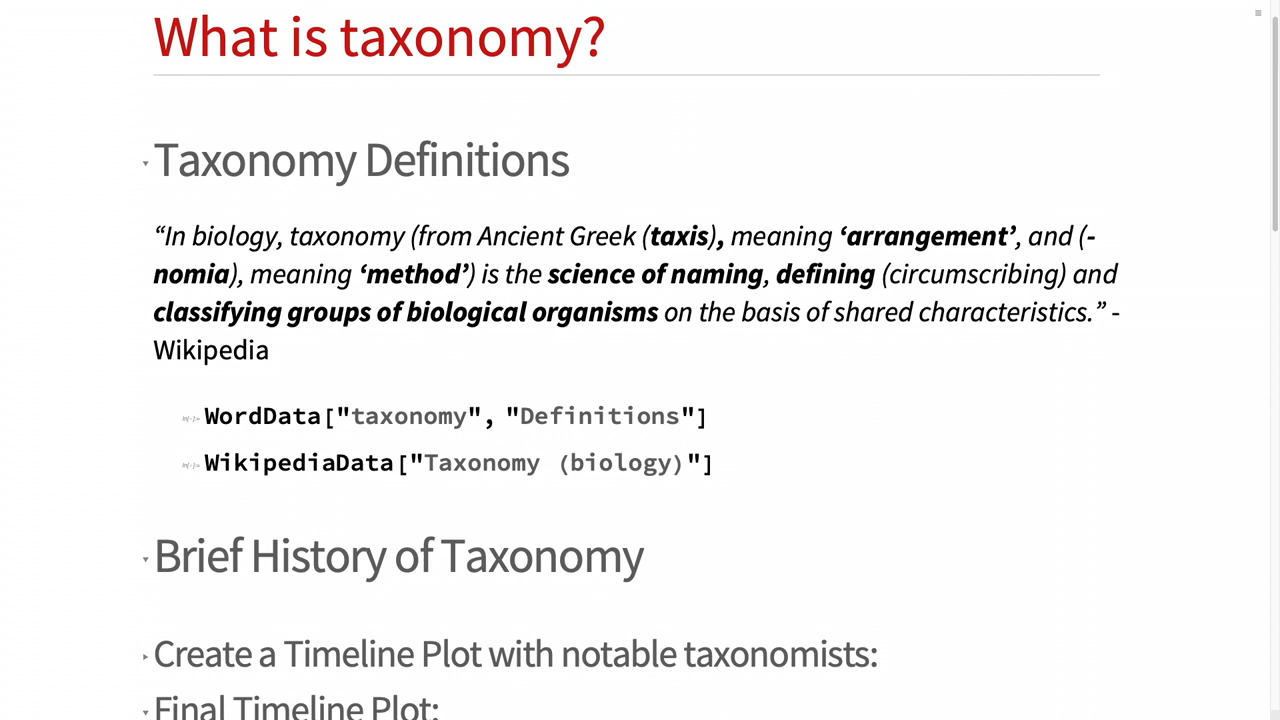 What is taxonomy?
Taxonomy Definitions
“In biology, taxonomy (from Ancient Greek (taxis), meaning ‘arrangement’, and (-
nomia), meaning ‘method’) is the science of naming, defining (circumscribing) and
classifying groups of biological organisms on the basis of shared characteristics.” -
Wikipedia
In[-]:= WordData["taxonomy", "Definitions"]
In[-]:= WikipediaData["Taxonomy (biology)"]
Brief History of Taxonomy
Create a Timeline Plot with notable taxonomists:
Final Timeline Plot: